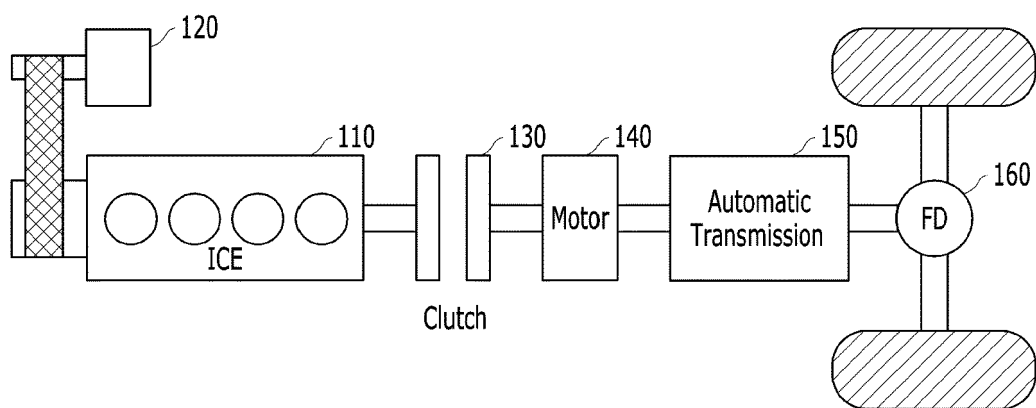 120
110
130
140
150
160
ICE
Clutch
Motor
Automatic
Transmission
FD